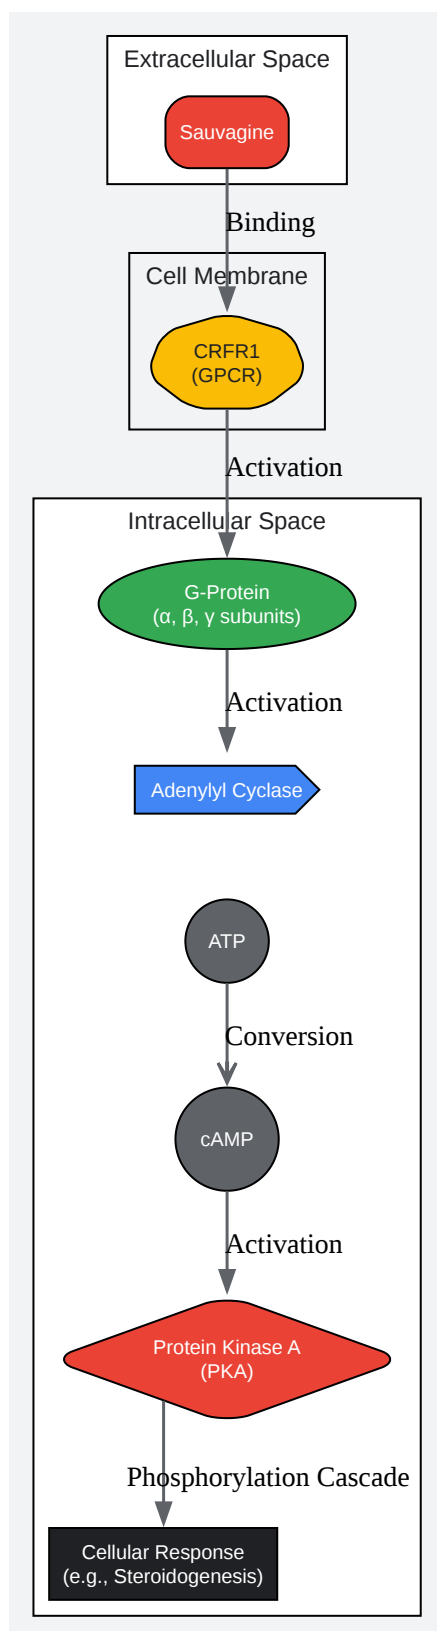 Extracellular Space
Sauvagine
Binding
Cell Membrane
CRFR1
(GPCR)
Activation
Intracellular Space
G-Protein
(α, β, γ subunits)
Activation
Adenylyl Cyclase
ATP
Conversion
cAMP
Activation
Protein Kinase A
(PKA)
Phosphorylation Cascade
Cellular Response
(e.g., Steroidogenesis)